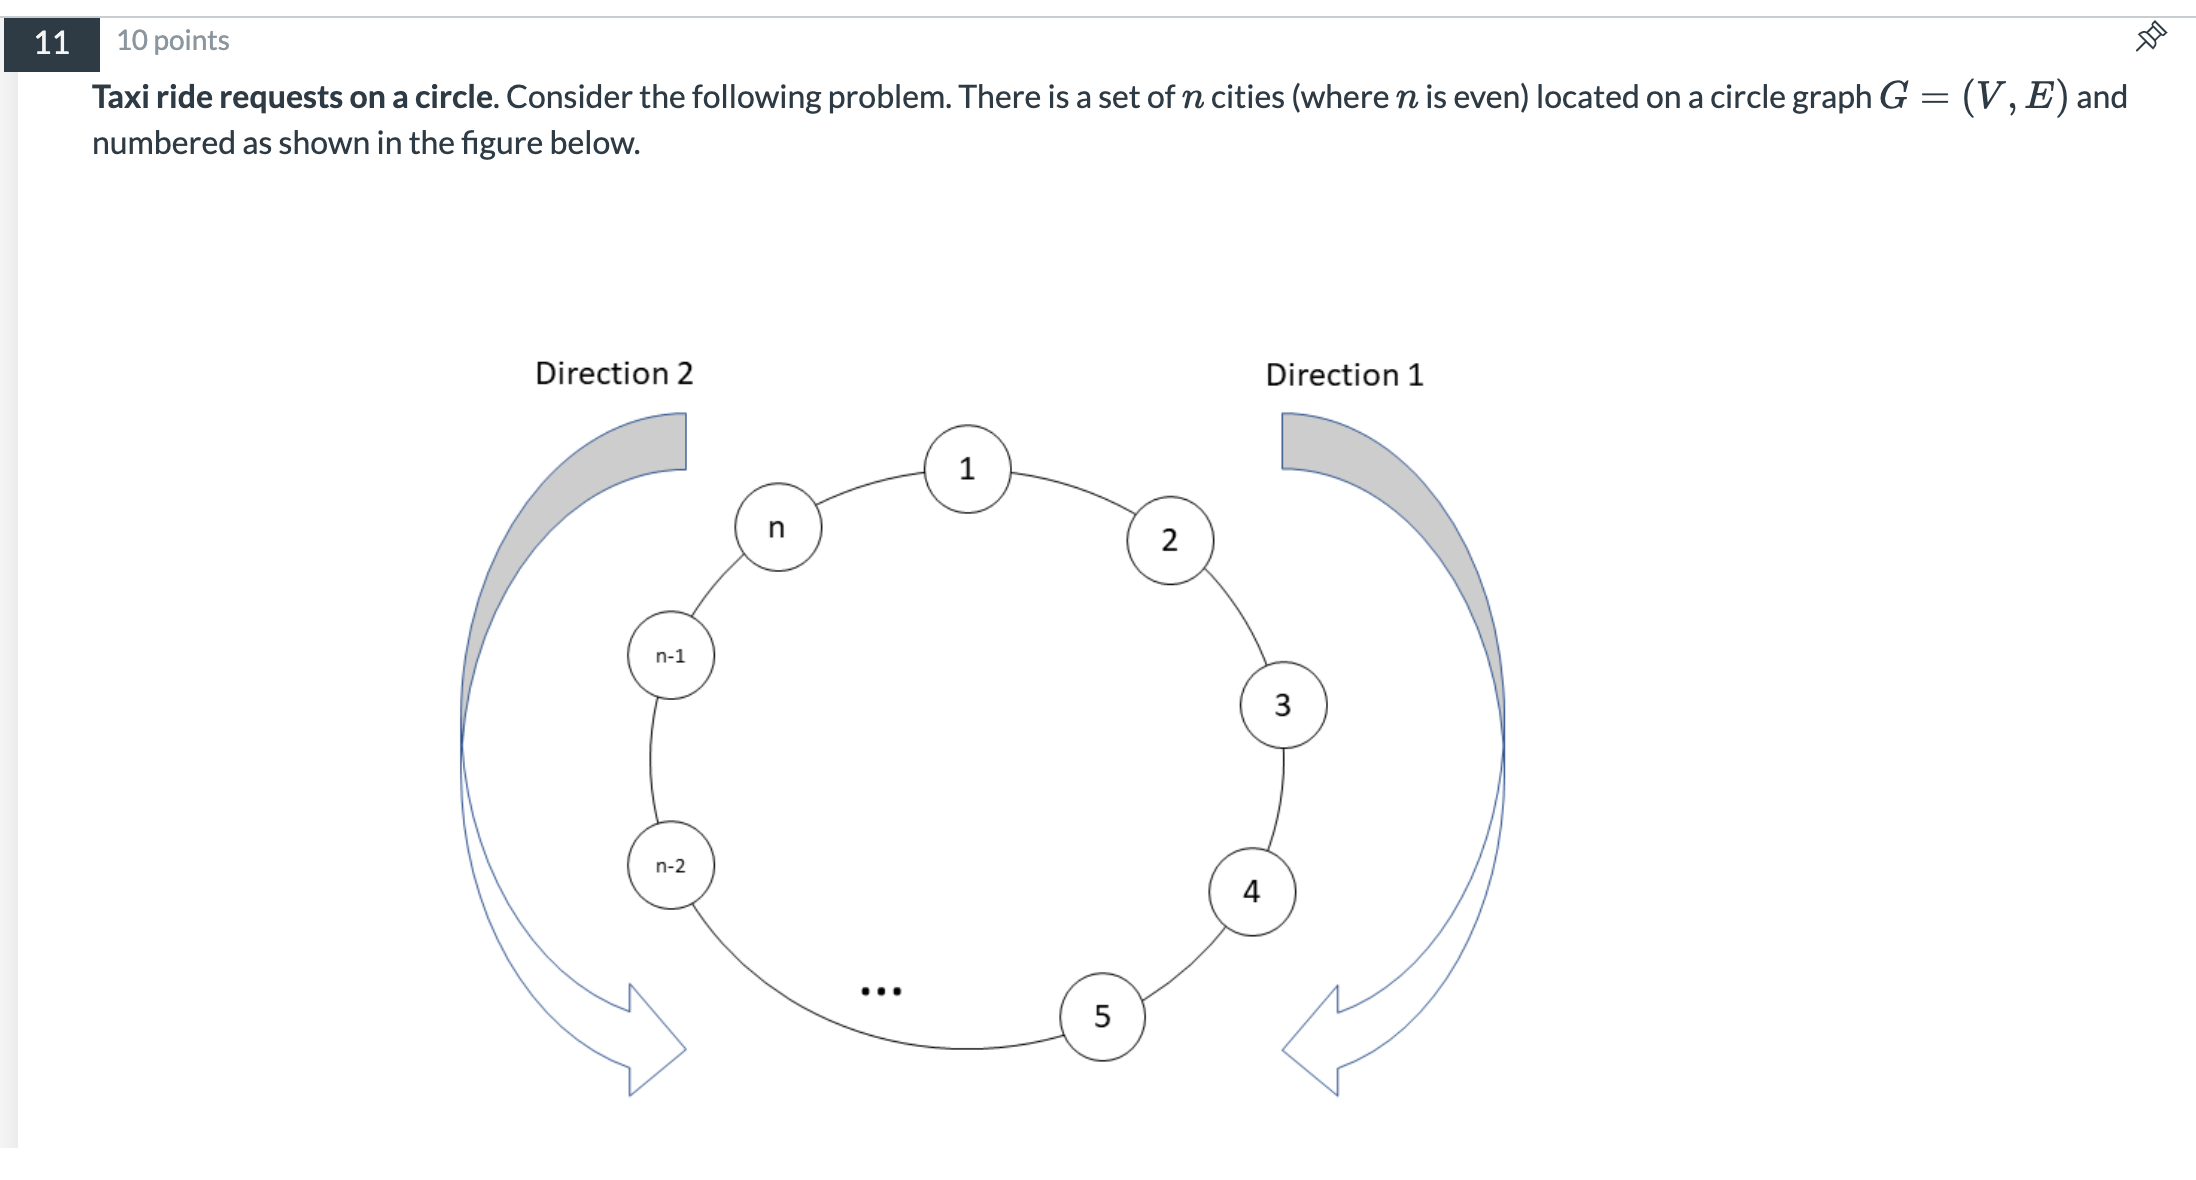 11 10 points
Taxi ride requests on a circle. Consider the following problem. There is a set of n cities (where n is even) located on a circle graph G = (V, E) and
numbered as shown in the figure below.
Direction 2
Direction 1
1
n
2
n-1
3
n-2
4
...
5